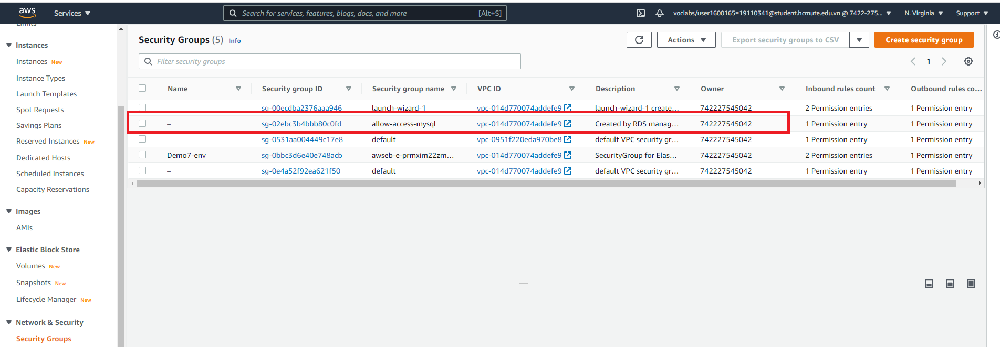 aws Services Search for services, features, blogs, docs, and more [Alt+S] voclabs/user1600165=19110341@student.hcmute.edu.vn @ 7422-275... N. Virginia Support
Limits
Instances
Instances New
Instance Types
Launch Templates
Spot Requests
Savings Plans
Reserved Instances New
Dedicated Hosts
Scheduled Instances
Capacity Reservations
Images
AMIs
Elastic Block Store
Volumes New
Snapshots New
Lifecycle Manager New
Network & Security
Security Groups
Security Groups (5) Info Actions Export security groups to CSV Create security group
Filter security groups 1
Name Security group ID Security group name VPC ID Description Owner Inbound rules count Outbound rules co...
– sg-00ecdba2376aaa946 launch-wizard-1 vpc-014d770074addefe9 launch-wizard-1 create... 742227545042 2 Permission entries 1 Permission entry
– sg-02ebc3b4bbb80c0fd allow-access-mysql vpc-014d770074addefe9 Created by RDS manag... 742227545042 1 Permission entry 1 Permission entry
– sg-0531aa004449c17e8 default vpc-0951f220eda970be8 default VPC security gr... 742227545042 1 Permission entry 1 Permission entry
Demo7-env sg-0bbc3d6e40e748acb awseb-e-prmxim22zm... vpc-014d770074addefe9 SecurityGroup for Elas... 742227545042 2 Permission entries 1 Permission entry
– sg-0e4a52f92ea621f50 default vpc-014d770074addefe9 default VPC security gr... 742227545042 1 Permission entry 1 Permission entry